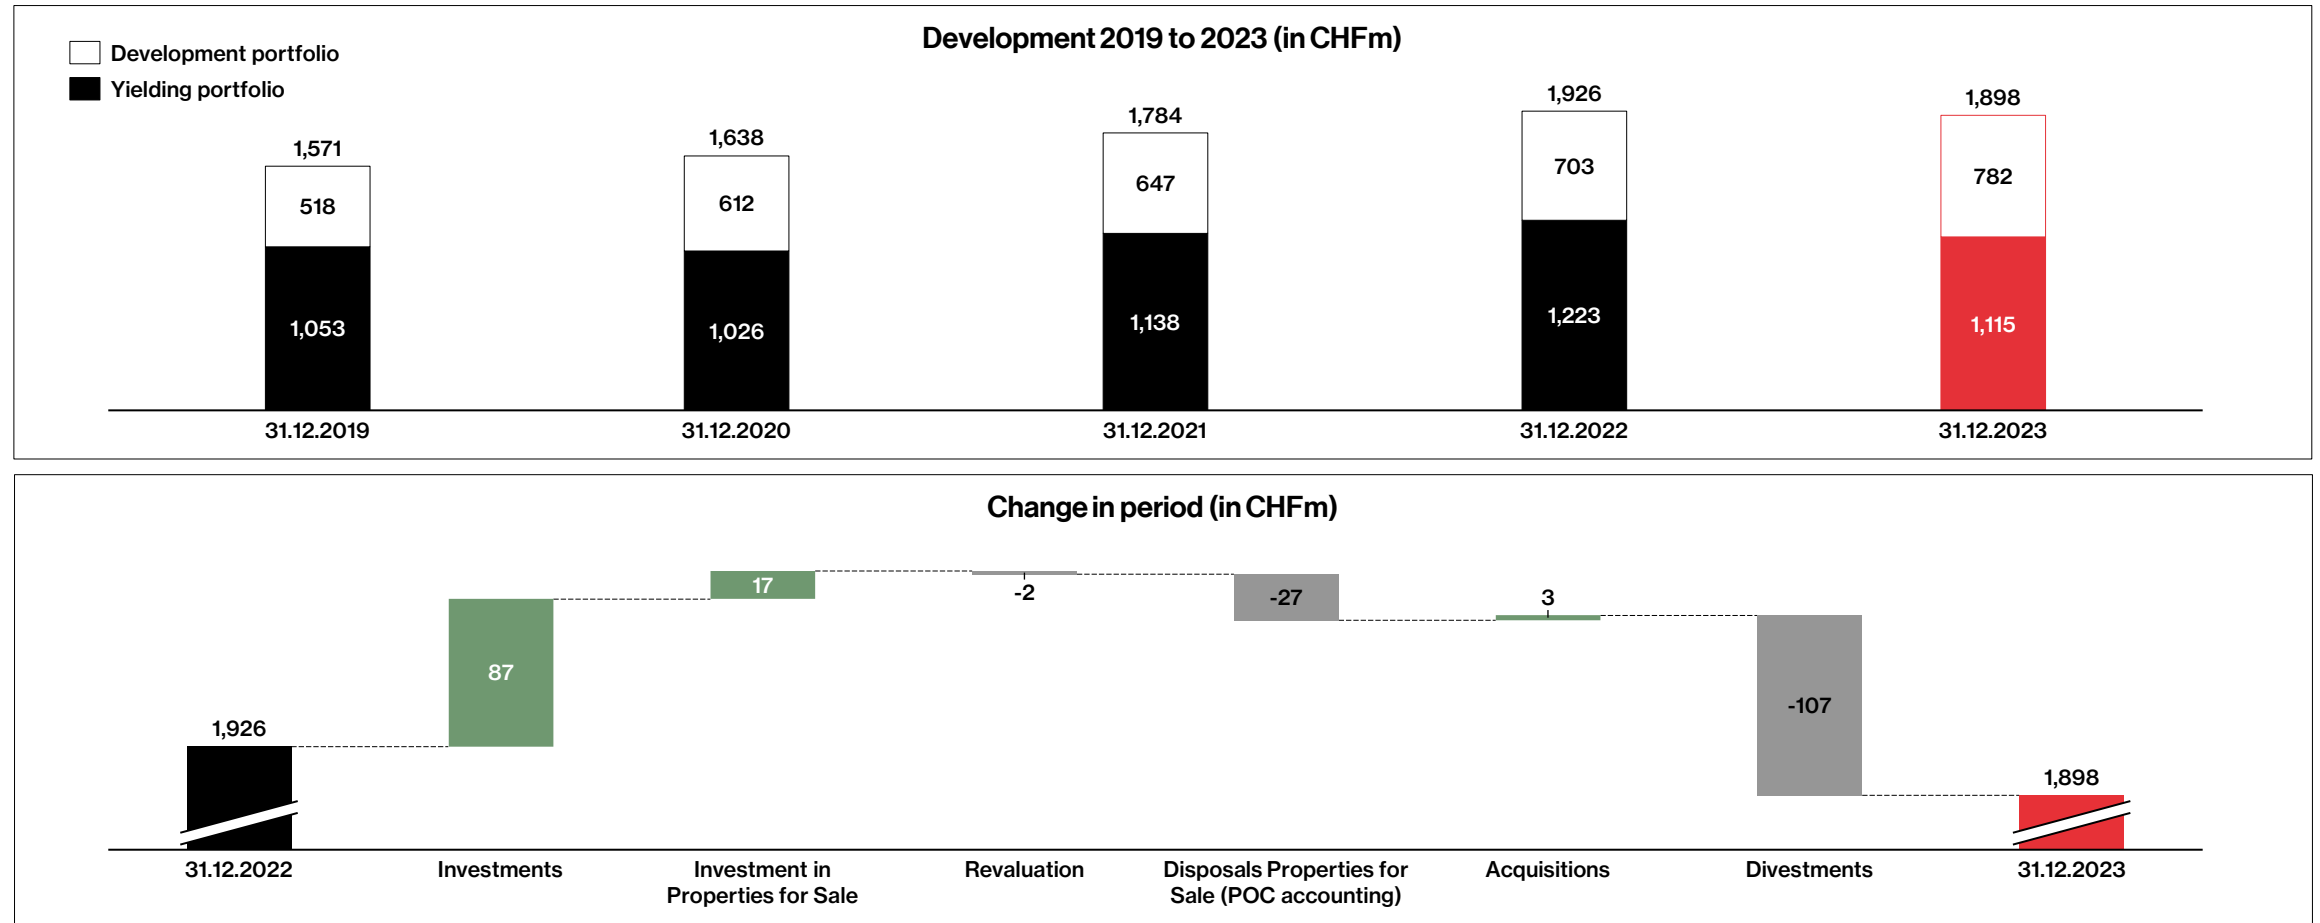 Development 2019 to 2023 (in CHFm)
Development portfolio
Yielding portfolio
1,571
1,638
1,784
1,926
1,898
518
612
647
703
782
1,053
1,026
1,138
1,223
1,115
31.12.2019
31.12.2020
31.12.2021
31.12.2022
31.12.2023
Change in period (in CHFm)
1,926
87
17
-2
-27
3
-107
1,898
31.12.2022
Investments
Investment in
Properties for Sale
Revaluation
Disposals Properties for
Sale (POC accounting)
Acquisitions
Divestments
31.12.2023